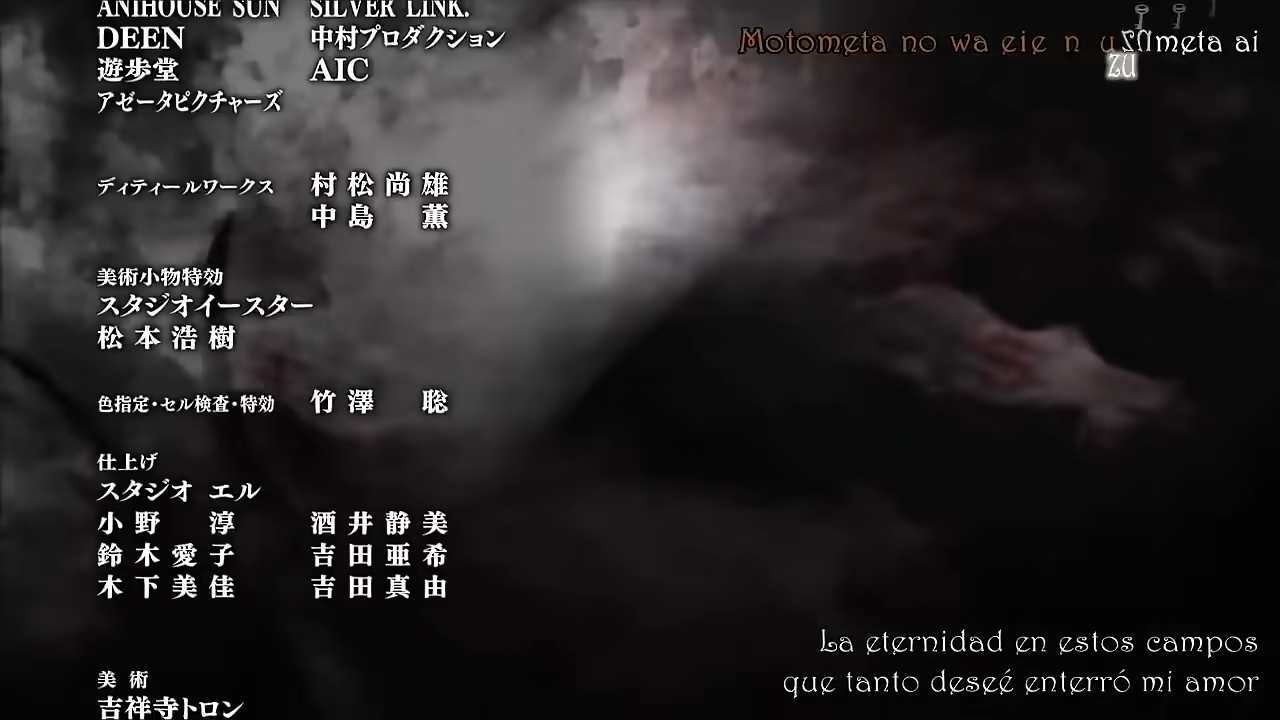 ANIHOUSE SUN SILVER LINK.
DEEN 中村プロダクション
遊歩堂 AIC
アゼータピクチャーズ
Motometa no wa eie n u zumeta ai
zu
ディティールワークス 村松尚雄
中島 薫
美術小物特効
スタジオイースター
松本浩樹
色指定・セル検査・特効 竹澤 聡
仕上げ
スタジオ エル
小野 淳 酒井静美
鈴木愛子 吉田亜希
木下美佳 吉田真由
美術
吉祥寺トロン
La eternidad en estos campos
que tanto deseé enterró mi amor